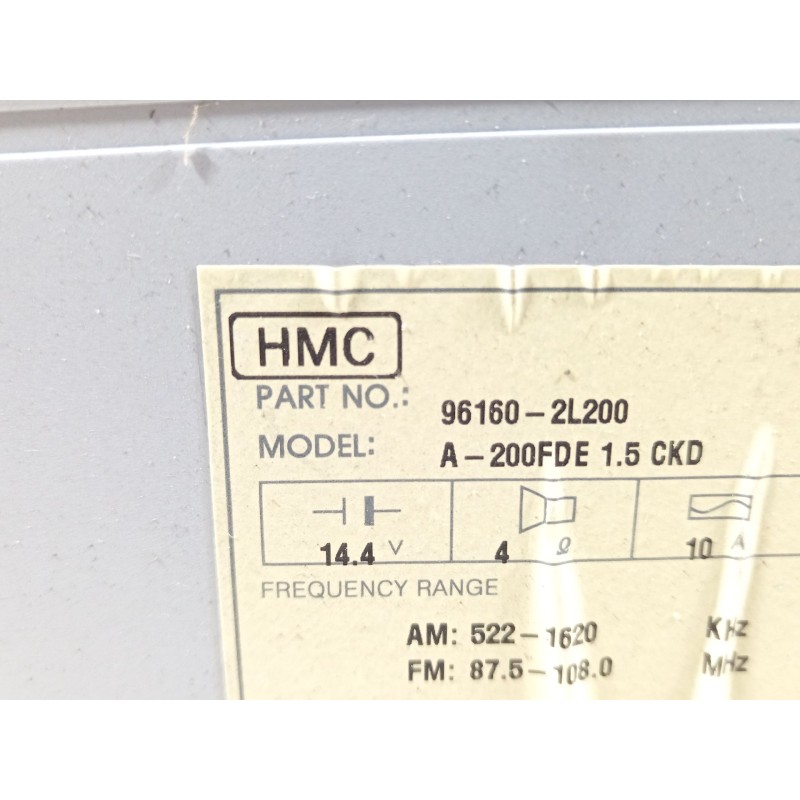 HMC
PART NO.: 96160-2L200
MODEL: A-200FDE 1.5 CKD
14.4 V 4 Ω 10 A
FREQUENCY RANGE
AM: 522-1620 KHz
FM: 87.5-108.0 MHz